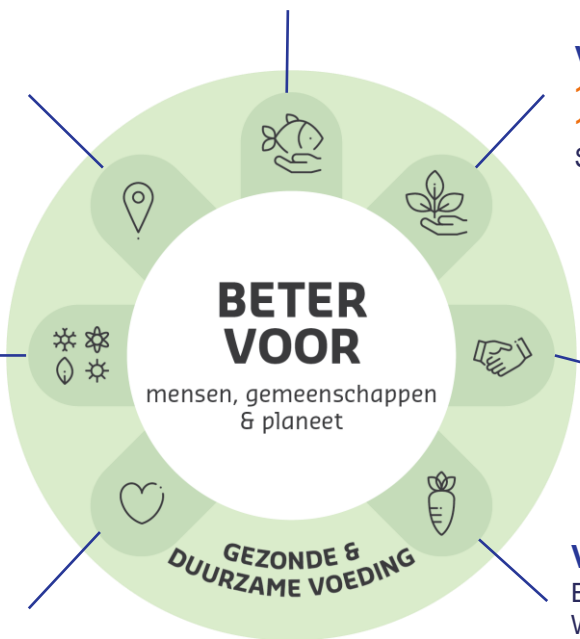 BETER
VOOR
mensen, gemeenschappen
& planeet
GEZONDE &
DUURZAME VOEDING